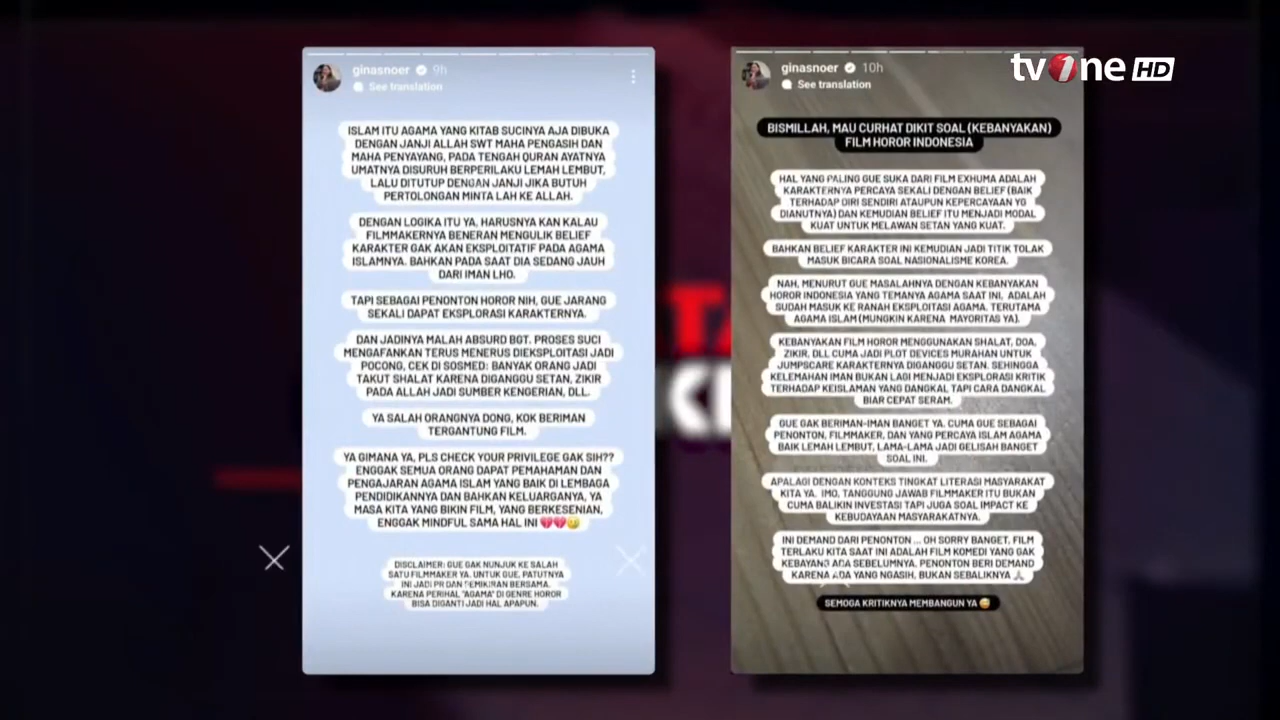 ginasnoer 9h
See translation
ISLAM ITU AGAMA YANG KITAB SUCINYA AJA DIBUKA
DENGAN JANJI ALLAH SWT MAHA PENGASIH DAN
MAHA PENYAYANG, PADA TENGAH QURAN AYATNYA
UMATNYA DISURUH BERPERILAKU LEMAH LEMBUT,
LALU DITUTUP DENGAN JANJI JIKA BUTUH
PERTOLONGAN MINTA LAH KE ALLAH.
DENGAN LOGIKA ITU YA, HARUSNYA KAN KALAU
FILMMAKERNYA BENERAN MENGULIK BELIEF
KARAKTER GAK AKAN EKSPLOITATIF PADA AGAMA
ISLAMNYA. BAHKAN PADA SAAT DIA SEDANG JAUH
DARI IMAN LHO.
TAPI SEBAGAI PENONTON HOROR NIH, GUE JARANG
SEKALI DAPAT EKSPLORASI KARAKTERNYA.
DAN JADINYA MALAH ABSURD BGT. PROSES SUCI
MENGAFANKAN TERUS MENERUS DIEKSPLOITASI JADI
POCONG, CEK DI SOSMED: BANYAK ORANG JADI
TAKUT SHALAT KARENA DIGANGGU SETAN, ZIKIR
PADA ALLAH JADI SUMBER KENGERIAN, DLL.
YA SALAH ORANGNYA DONG, KOK BERIMAN
TERGANTUNG FILM.
YA GIMANA YA, PLS CHECK YOUR PRIVILEGE GAK SIH??
ENGGAK SEMUA ORANG DAPAT PEMAHAMAN DAN
PENGAJARAN AGAMA ISLAM YANG BAIK DI LEMBAGA
PENDIDIKANNYA DAN BAHKAN KELUARGANYA, YA
MASA KITA YANG BIKIN FILM, YANG BERKESENIAN,
ENGGAK MINDFUL SAMA HAL INI 💔💔🥲
DISCLAIMER: GUE GAK NUNJUK KE SALAH
SATU FILMMAKER YA. UNTUK GUE, PATUTNYA
INI JADI PR DAN PEMIKIRAN BERSAMA.
KARENA PERIHAL "AGAMA" DI GENRE HOROR
BISA DIGANTI JADI HAL APAPUN.
ginasnoer 10h
See translation
tvOne HD
BISMILLAH, MAU CURHAT DIKIT SOAL (KEBANYAKAN)
FILM HOROR INDONESIA
HAL YANG PALING GUE SUKA DARI FILM EXHUMA ADALAH
KARAKTERNYA PERCAYA SEKALI DENGAN BELIEF (BAIK
TERHADAP DIRI SENDIRI ATAUPUN KEPERCAYAAN YG
DIANUTNYA) DAN KEMUDIAN BELIEF ITU MENJADI MODAL
KUAT UNTUK MELAWAN SETAN YANG KUAT.
BAHKAN BELIEF KARAKTER INI KEMUDIAN JADI TITIK TOLAK
MASUK BICARA SOAL NASIONALISME KOREA.
NAH, MENURUT GUE MASALAHNYA DENGAN KEBANYAKAN
HOROR INDONESIA YANG TEMANYA AGAMA SAAT INI, ADALAH
SUDAH MASUK KE RANAH EKSPLOITASI AGAMA. TERUTAMA
AGAMA ISLAM (MUNGKIN KARENA MAYORITAS YA).
KEBANYAKAN FILM HOROR MENGGUNAKAN SHALAT, DOA,
ZIKIR, DLL CUMA JADI PLOT DEVICES MURAHAN UNTUK
JUMPSCARE KARAKTERNYA DIGANGGU SETAN. SEHINGGA
KELEMAHAN IMAN BUKAN LAGI MENJADI EKSPLORASI KRITIK
TERHADAP KEISLAMAN YANG DANGKAL TAPI CARA DANGKAL
BIAR CEPAT SERAM.
GUE GAK BERIMAN-IMAN BANGET YA. CUMA GUE SEBAGAI
PENONTON, FILMMAKER, DAN YANG PERCAYA ISLAM AGAMA
BAIK LEMAH LEMBUT, LAMA-LAMA JADI GELISAH BANGET
SOAL INI.
APALAGI DENGAN KONTEKS TINGKAT LITERASI MASYARAKAT
KITA YA. IMO, TANGGUNG JAWAB FILMMAKER ITU BUKAN
CUMA BALIKIN INVESTASI TAPI JUGA SOAL IMPACT KE
KEBUDAYAAN MASYARAKATNYA.
INI DEMAND DARI PENONTON ... OH SORRY BANGET, FILM
TERLAKU KITA SAAT INI ADALAH FILM KOMEDI YANG GAK
KEBAYANG ADA SEBELUMNYA. PENONTON BERI DEMAND
KARENA ADA YANG NGASIH, BUKAN SEBALIKNYA 🙏
SEMOGA KRITIKNYA MEMBANGUN YA 😅